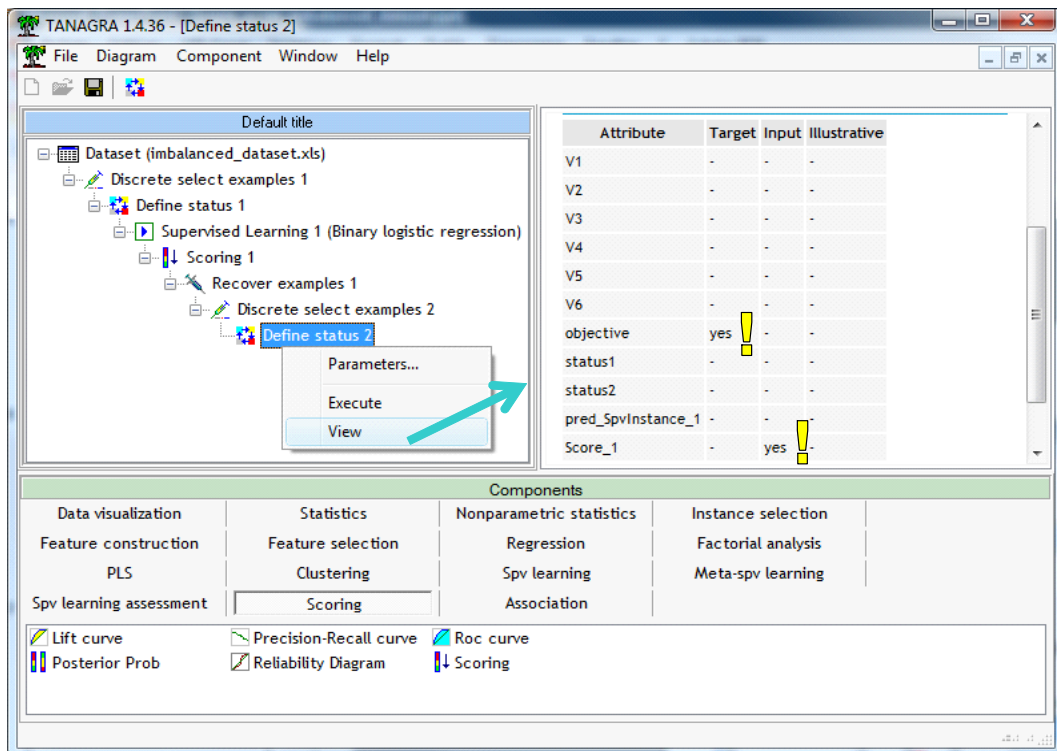 TANAGRA 1.4.36 - [Define status 2]
File Diagram Component Window Help
Default title
Dataset (imbalanced_dataset.xls)
Discrete select examples 1
Define status 1
Supervised Learning 1 (Binary logistic regression)
Scoring 1
Recover examples 1
Discrete select examples 2
Define status 2
Parameters...
Execute
View
Attribute Target Input Illustrative
V1 - - -
V2 - - -
V3 - - -
V4 - - -
V5 - - -
V6 - - -
objective yes - -
status1 - - -
status2 - - -
pred_SpvInstance_1 - - -
Score_1 - yes -
Components
Data visualization Statistics Nonparametric statistics Instance selection
Feature construction Feature selection Regression Factorial analysis
PLS Clustering Spv learning Meta-spv learning
Spv learning assessment Scoring Association
Lift curve Precision-Recall curve Roc curve
Posterior Prob Reliability Diagram Scoring